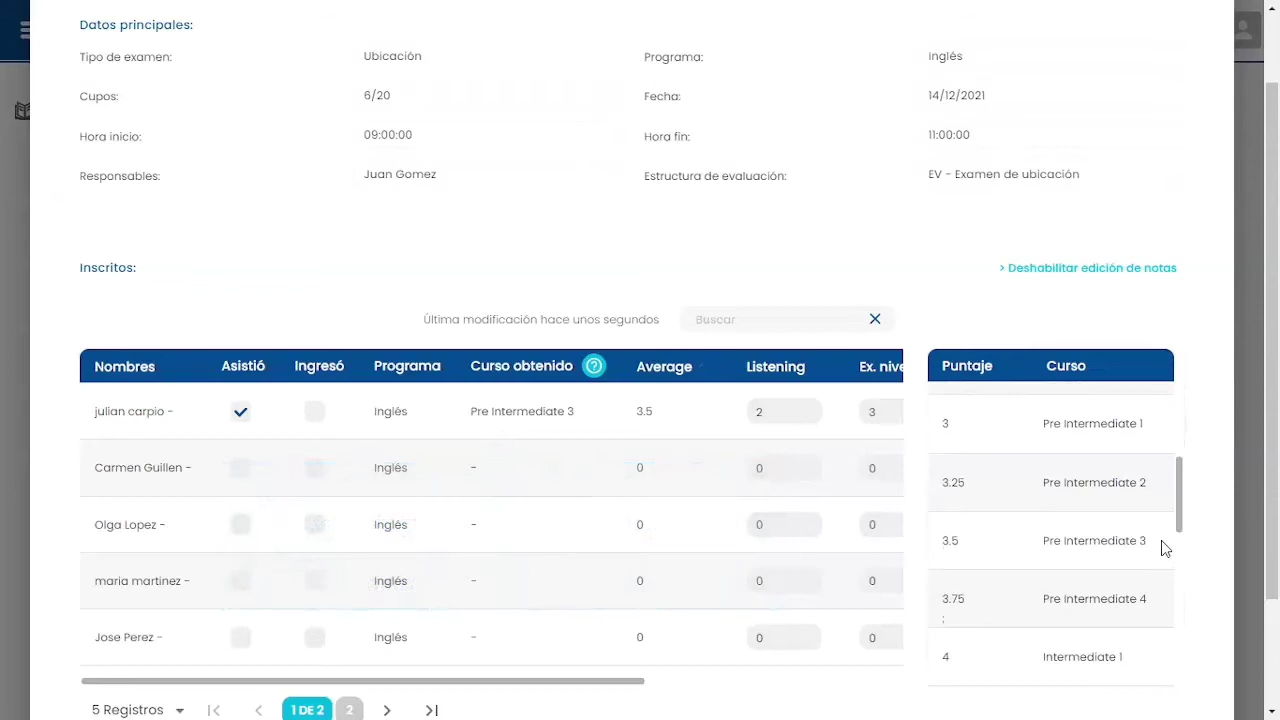 Datos principales:
Tipo de examen: Ubicación Programa: Inglés
Cupos: 6/20 Fecha: 14/12/2021
Hora inicio: 09:00:00 Hora fin: 11:00:00
Responsables: Juan Gomez Estructura de evaluación: EV - Examen de ubicación
Inscritos: > Deshabilitar edición de notas
Última modificación hace unos segundos Buscar
Nombres Asistió Ingresó Programa Curso obtenido ? Average Listening Ex. nive
julian carpio - Inglés Pre Intermediate 3 3.5 2 3
Carmen Guillen - Inglés - 0 0 0
Olga Lopez - Inglés - 0 0 0
maria martinez - Inglés - 0 0 0
Jose Perez - Inglés - 0 0 0
Puntaje Curso
3 Pre Intermediate 1
3.25 Pre Intermediate 2
3.5 Pre Intermediate 3
3.75 Pre Intermediate 4
;
4 Intermediate 1
5 Registros 1 DE 2 2